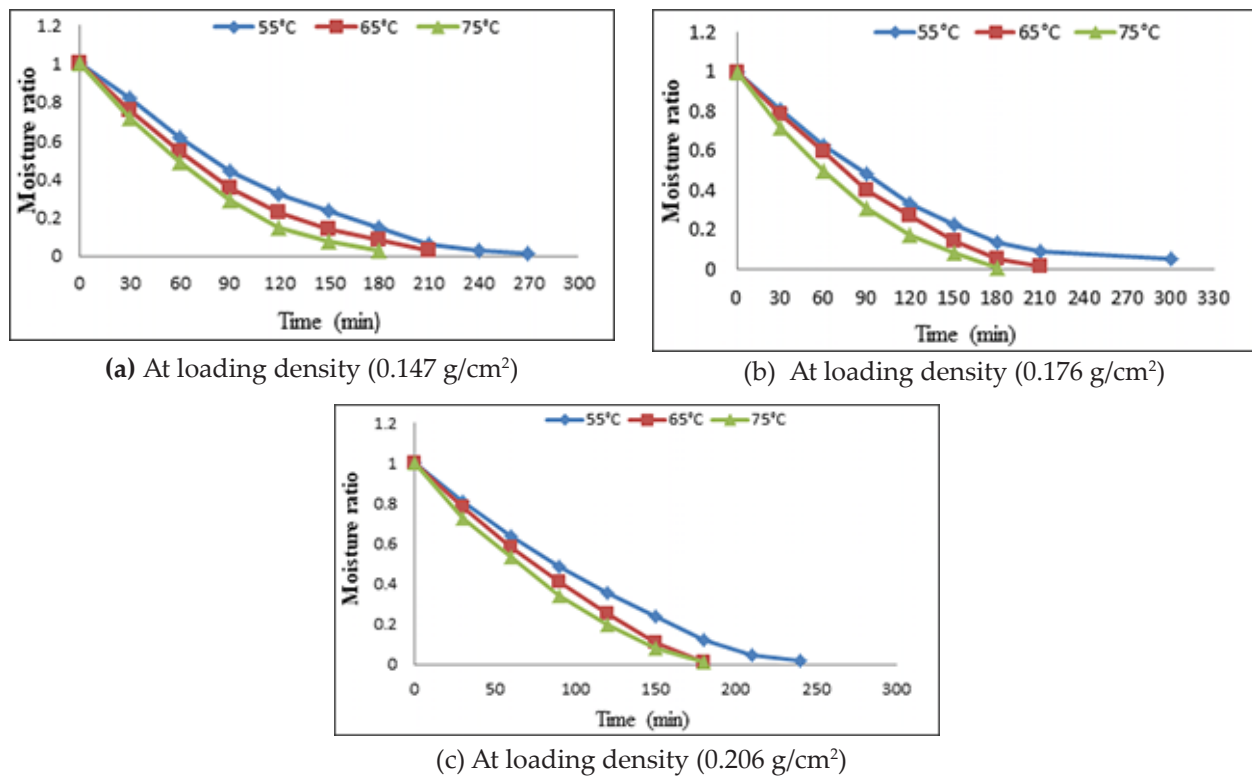 55°C 65°C 75°C
1.2
1
0.8
0.6
0.4
0.2
0
Moisture ratio
0 30 60 90 120 150 180 210 240 270 300
Time (min)
(a) At loading density (0.147 g/cm²)
55°C 65°C 75°C
1.2
1
0.8
0.6
0.4
0.2
0
Moisture ratio
0 30 60 90 120 150 180 210 240 270 300 330
Time (min)
(b) At loading density (0.176 g/cm²)
55°C 65°C 75°C
1.2
1
0.8
0.6
0.4
0.2
0
Moisture ratio
0 50 100 150 200 250 300
Time (min)
(c) At loading density (0.206 g/cm²)